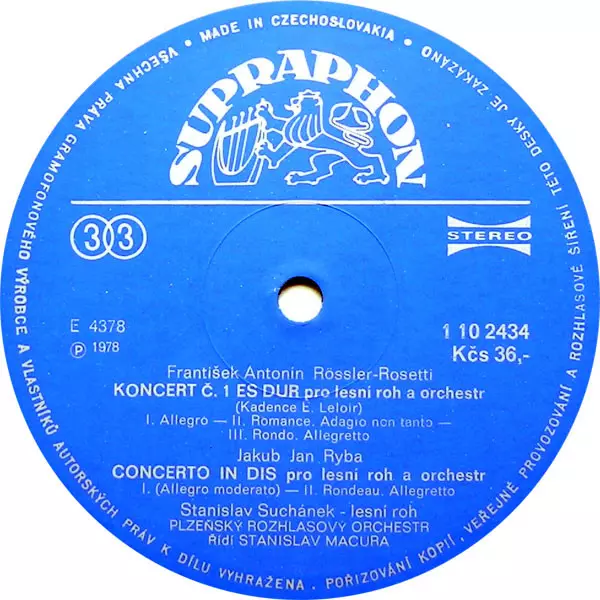 VŠECHNA PRÁVA GRAMOFONOVÉHO VÝROBCE A VLASTNÍKŮ AUTORSKÝCH PRÁV K DÍLU VYHRAŽENA. POŘIZOVÁNÍ KOPIÍ, VEŘEJNÉ PROVOZOVÁNÍ A ROZHLASOVÉ ŠÍŘENÍ TÉTO DESKY JE ZAKÁZÁNO • MADE IN CZECHOSLOVAKIA •
SUPRAPHON
33
STEREO
E 4378
1 10 2434
Ⓟ 1978
Kčs 36,-
František Antonín Rössler-Rosetti
KONCERT Č. 1 ES DUR pro lesní roh a orchestr
(Kadence E. Leloir)
I. Allegro — II. Romance. Adagio non tanto —
III. Rondo. Allegretto
Jakub Jan Ryba
CONCERTO IN DIS pro lesní roh a orchestr
I. (Allegro moderato) — II. Rondeau. Allegretto
Stanislav Suchánek - lesní roh
PLZEŇSKÝ ROZHLASOVÝ ORCHESTR
Řídí STANISLAV MACURA